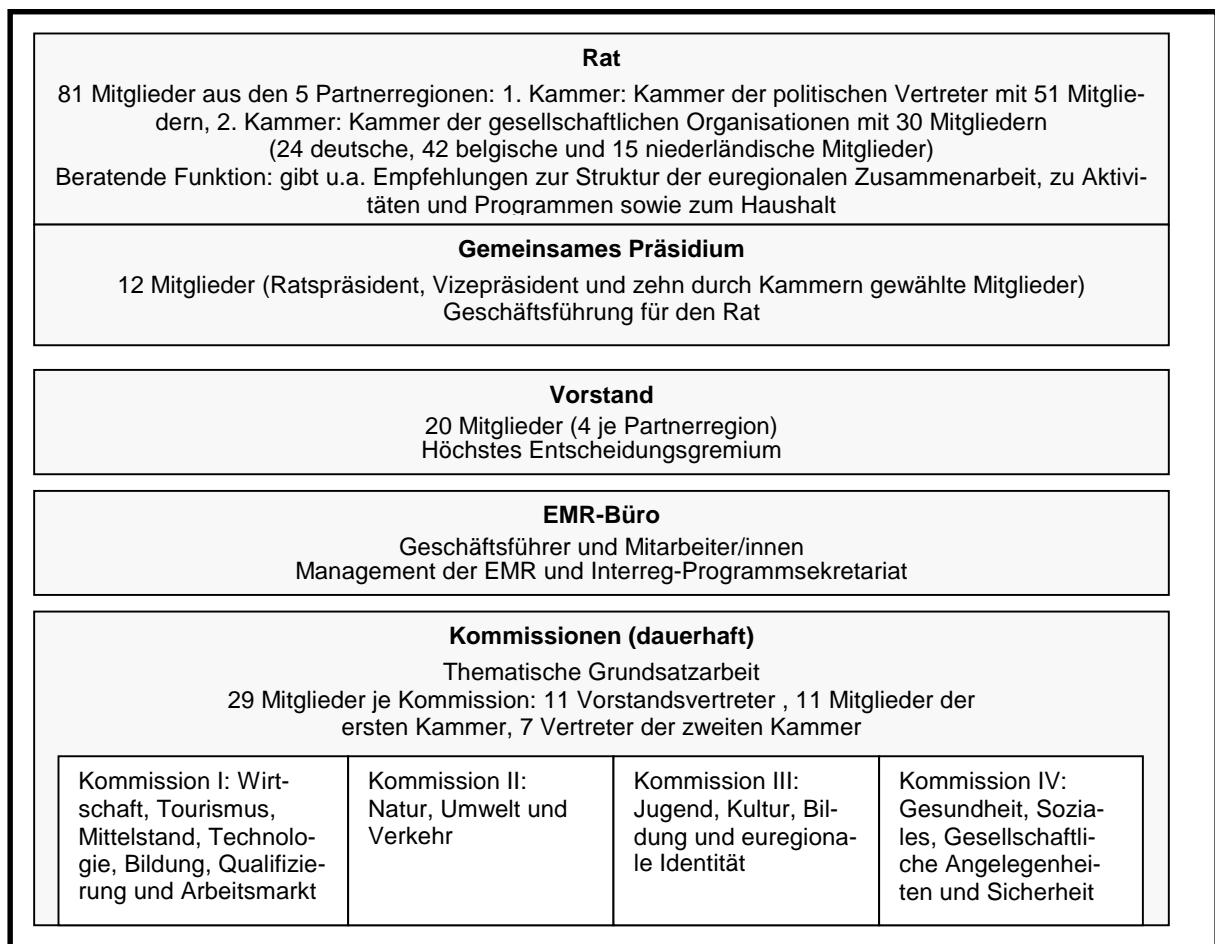 Rat
81 Mitglieder aus den 5 Partnerregionen: 1. Kammer: Kammer der politischen Vertreter mit 51 Mitglie-
dern, 2. Kammer: Kammer der gesellschaftlichen Organisationen mit 30 Mitgliedern
(24 deutsche, 42 belgische und 15 niederländische Mitglieder)
Beratende Funktion: gibt u.a. Empfehlungen zur Struktur der euregionalen Zusammenarbeit, zu Aktivi-
täten und Programmen sowie zum Haushalt
Gemeinsames Präsidium
12 Mitglieder (Ratspräsident, Vizepräsident und zehn durch Kammern gewählte Mitglieder)
Geschäftsführung für den Rat
Vorstand
20 Mitglieder (4 je Partnerregion)
Höchstes Entscheidungsgremium
EMR-Büro
Geschäftsführer und Mitarbeiter/innen
Management der EMR und Interreg-Programmsekretariat
Kommissionen (dauerhaft)
Thematische Grundsatzarbeit
29 Mitglieder je Kommission: 11 Vorstandsvertreter , 11 Mitglieder der
ersten Kammer, 7 Vertreter der zweiten Kammer
Kommission I: Wirt-
schaft, Tourismus,
Mittelstand, Technolo-
gie, Bildung, Qualifizie-
rung und Arbeitsmarkt
Kommission II:
Natur, Umwelt und
Verkehr
Kommission III:
Jugend, Kultur, Bil-
dung und euregiona-
le Identität
Kommission IV:
Gesundheit, Sozia-
les, Gesellschaftli-
che Angelegenhei-
ten und Sicherheit